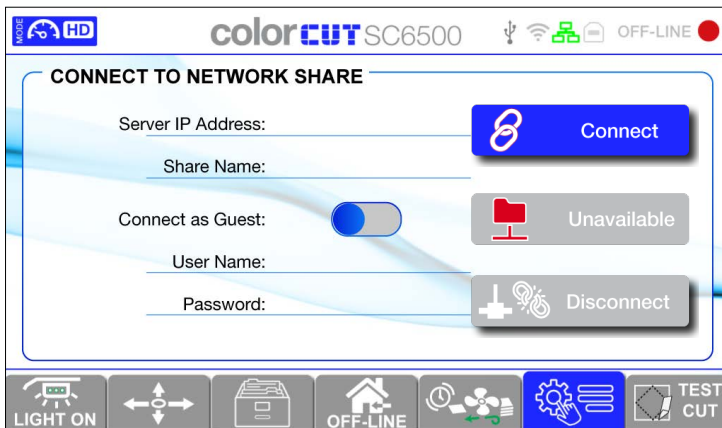 MODE HD colorcut SC6500 OFF-LINE
CONNECT TO NETWORK SHARE
Server IP Address:
Connect
Share Name:
Connect as Guest:
Unavailable
User Name:
Password:
Disconnect
LIGHT ON
OFF-LINE
TEST
CUT